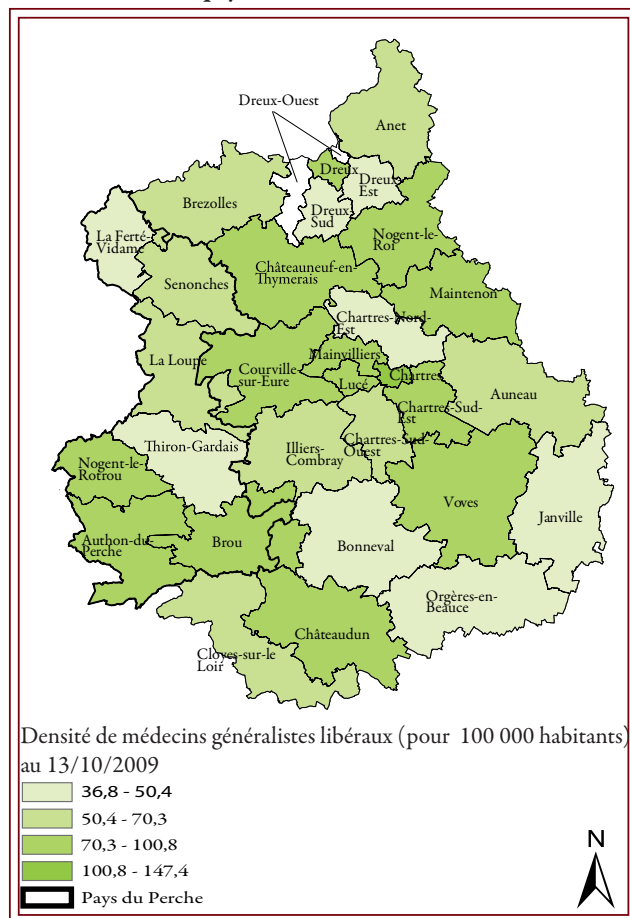 Dreux-Ouest
Anet
Dreux
Dreux-
Est
Brezolles
Dreux-
Sud
La Ferté-
Vidame
Nogent-le-
Roi
Châteauneuf-en-
Thymerais
Senonches
Maintenon
Chartres-Nord-
Est
Mainvilliers
La Loupe
Courville-
sur-Eure
Chartres
Lucé
Auneau
Chartres-Sud-
Est
Thiron-Gardais
Illiers-
Combray
Chartres-Sud-
Ouest
Nogent-le-
Rotrou
Voves
Janville
Authon-du-
Perche
Brou
Bonneval
Orgères-en-
Beauce
Châteaudun
Cloyes-sur-le
Loir
Densité de médecins généralistes libéraux (pour 100 000 habitants)
au 13/10/2009
36,8 - 50,4
50,4 - 70,3
70,3 - 100,8
100,8 - 147,4
Pays du Perche
N